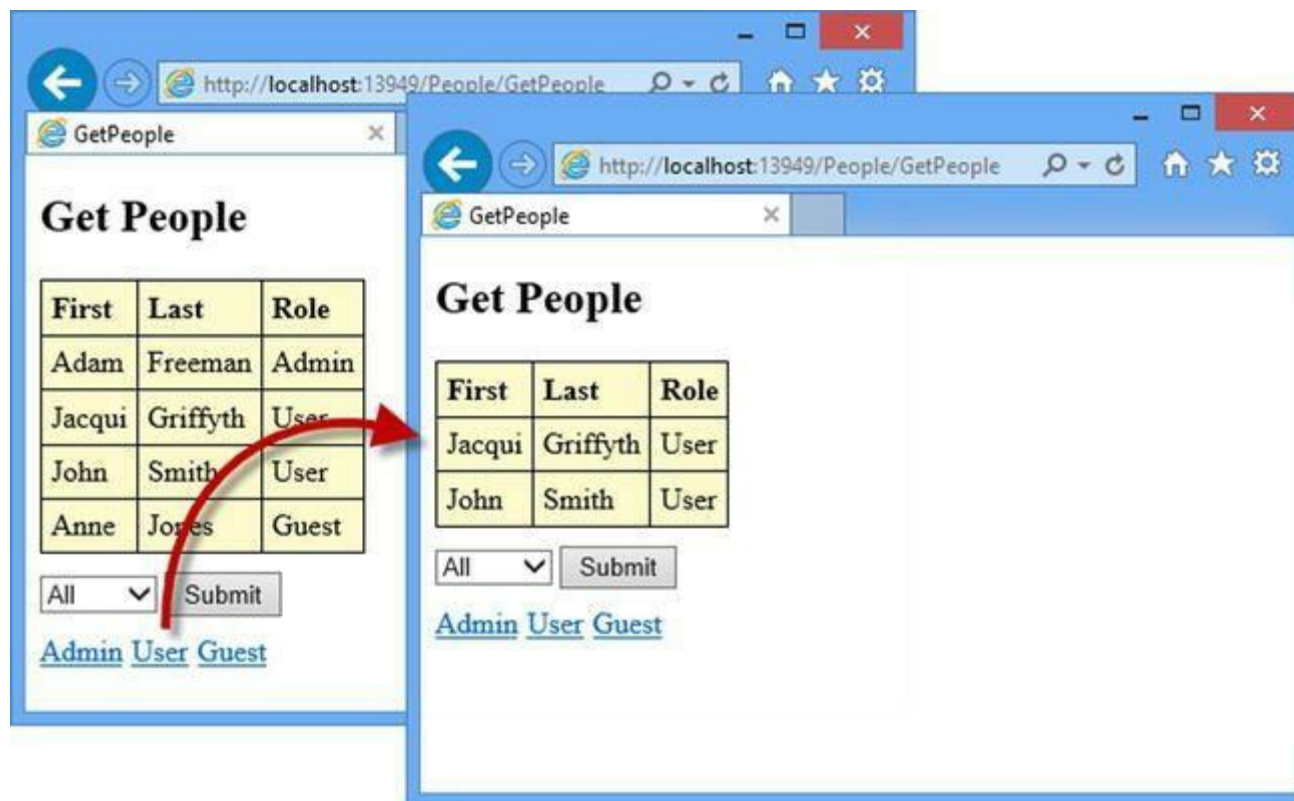 http://localhost:13949/People/GetPeople
GetPeople
Get People
First Last Role
Adam Freeman Admin
Jacqui Griffyth User
John Smith User
Anne Jones Guest
All Submit
Admin User Guest
http://localhost:13949/People/GetPeople
GetPeople
Get People
First Last Role
Jacqui Griffyth User
John Smith User
All Submit
Admin User Guest